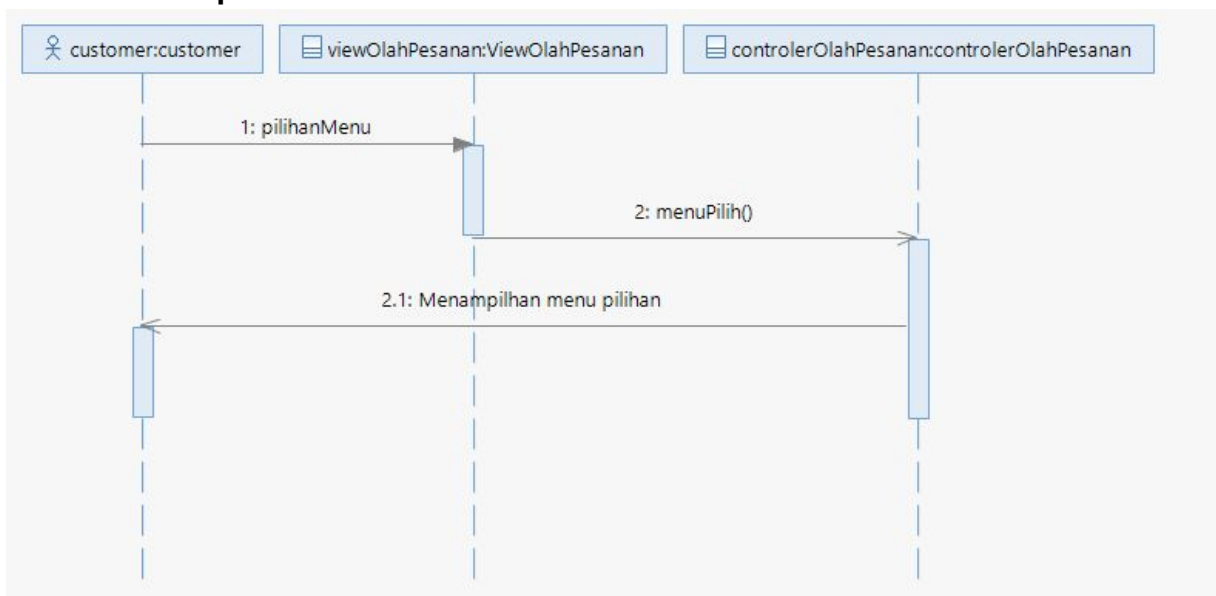 customer:customer
viewOlahPesanan:ViewOlahPesanan
controlerOlahPesanan:controlerOlahPesanan
1: pilihanMenu
2: menuPilih()
2.1: Menampilhan menu pilihan